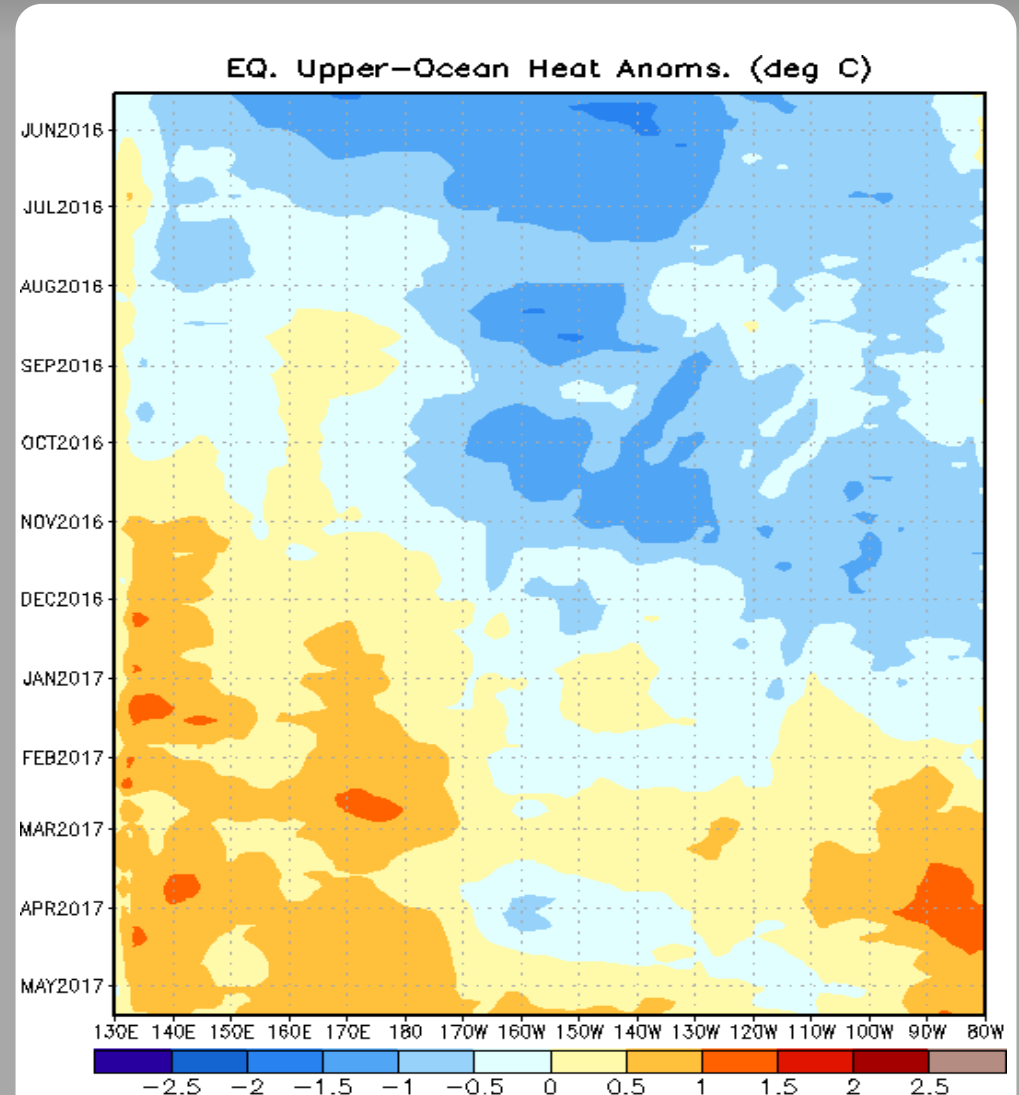 EQ. Upper-Ocean Heat Anoms. (deg C)
JUN2016
JUL2016
AUG2016
SEP2016
OCT2016
NOV2016
DEC2016
JAN2017
FEB2017
MAR2017
APR2017
MAY2017
130E 140E 150E 160E 170E 180 170W 160W 150W 140W 130W 120W 110W 100W 90W 80W
-2.5 -2 -1.5 -1 -0.5 0 0.5 1 1.5 2 2.5